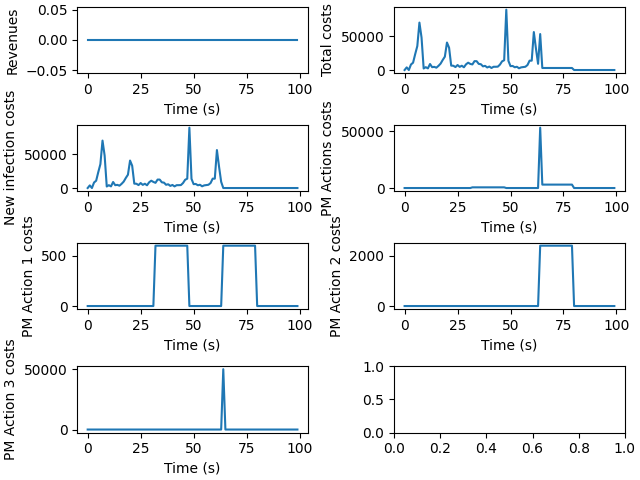 Revenues
0.05
0.00
−0.05
0 25 50 75 100
Time (s)
Total costs
50000
0
0 25 50 75 100
Time (s)
New infection costs
50000
0
0 25 50 75 100
Time (s)
PM Actions costs
50000
0
0 25 50 75 100
Time (s)
PM Action 1 costs
500
0
0 25 50 75 100
Time (s)
PM Action 2 costs
2000
0
0 25 50 75 100
Time (s)
PM Action 3 costs
50000
0
0 25 50 75 100
Time (s)
1.0
0.5
0.0
0.0 0.2 0.4 0.6 0.8 1.0